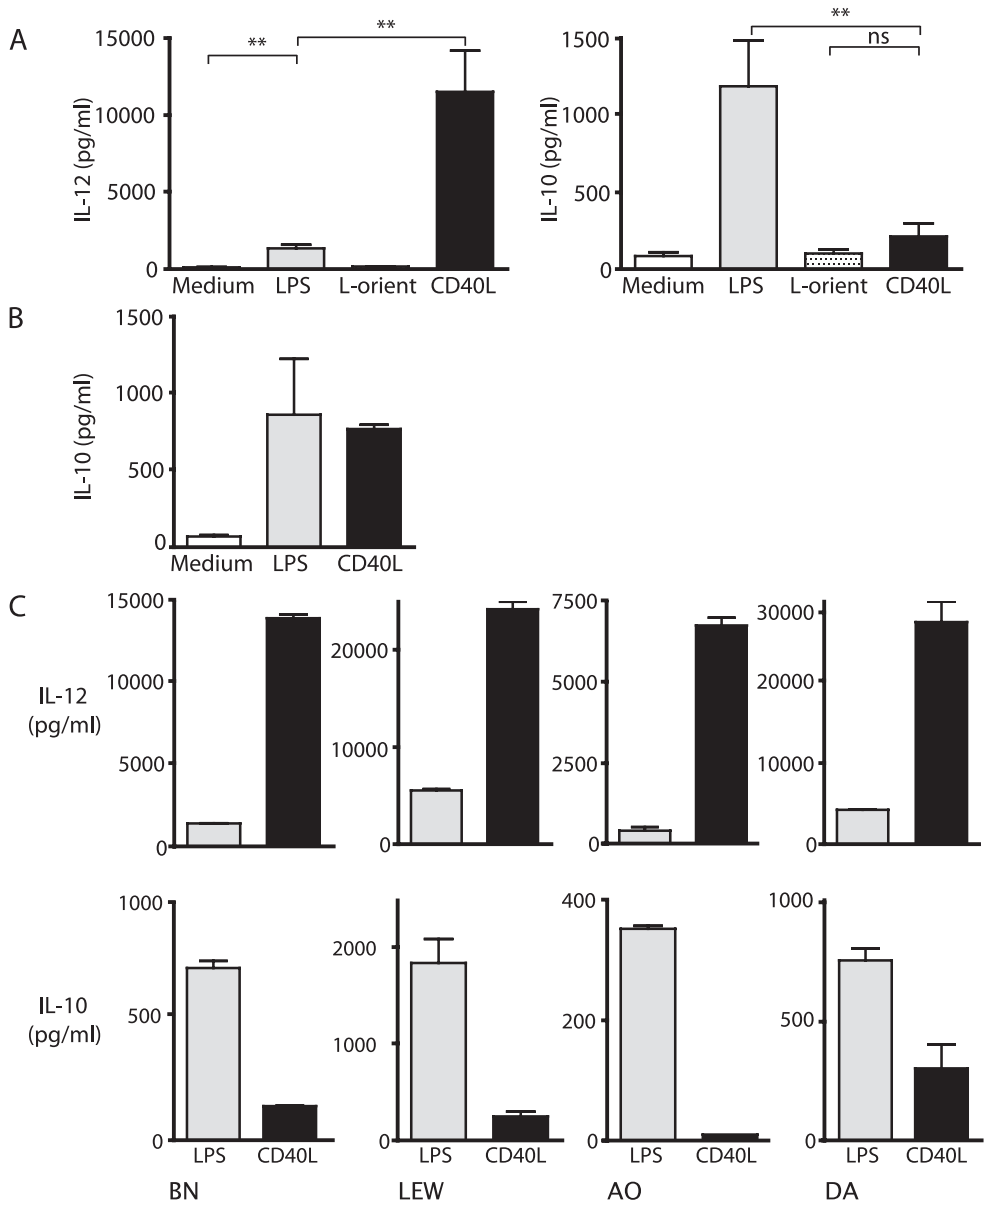 A
15000
10000
5000
0
IL-12 (pg/ml)
**
**
Medium LPS L-orient CD40L
1500
1000
500
0
IL-10 (pg/ml)
**
ns
Medium LPS L-orient CD40L
B
1500
1000
500
0
IL-10 (pg/ml)
Medium LPS CD40L
C
IL-12
(pg/ml)
15000
10000
5000
0
20000
10000
0
7500
5000
2500
0
30000
20000
10000
0
IL-10
(pg/ml)
1000
500
0
2000
1000
0
400
200
0
1000
500
0
LPS CD40L LPS CD40L LPS CD40L LPS CD40L
BN LEW AO DA